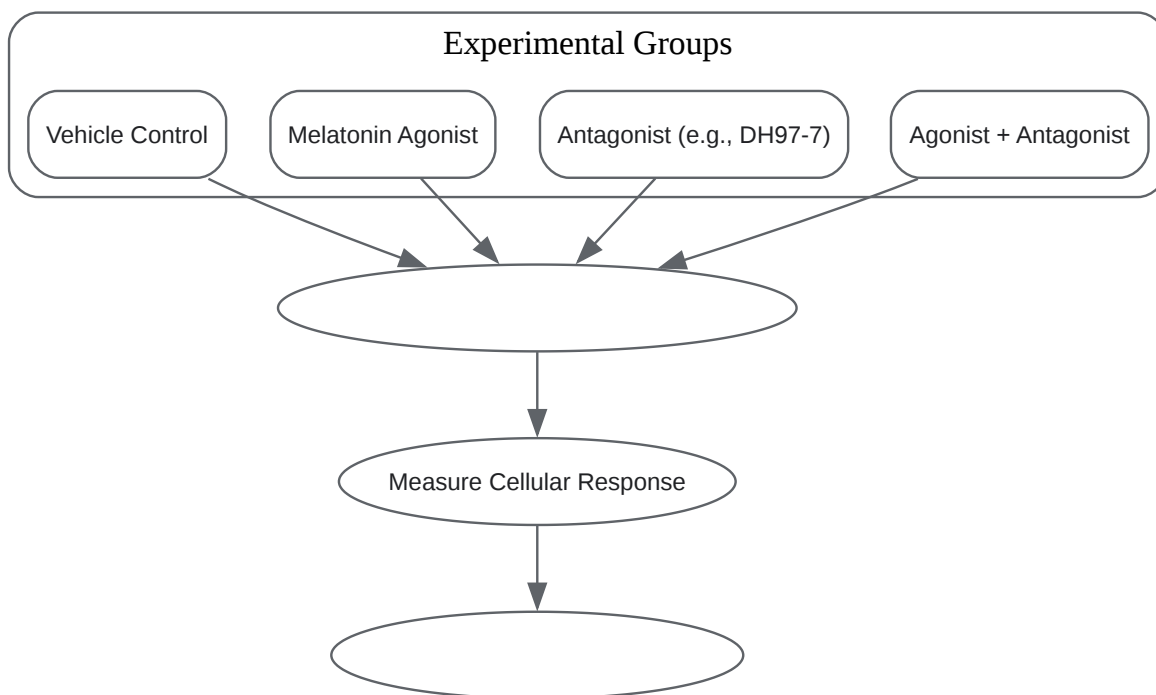 Experimental Groups
Vehicle Control
Melatonin Agonist
Antagonist (e.g., DH97-7)
Agonist + Antagonist
Measure Cellular Response